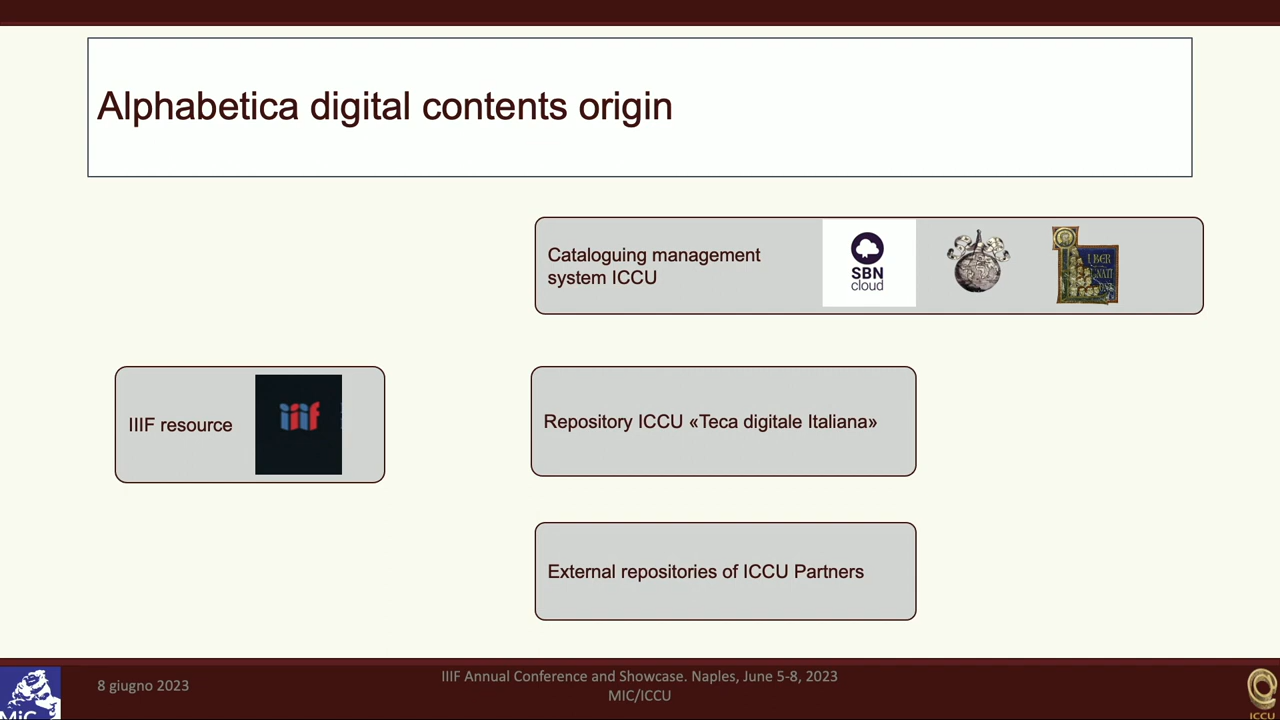 Alphabetica digital contents origin
Cataloguing management
system ICCU
SBN
cloud
LIBER
IIIF resource
iiif
Repository ICCU «Teca digitale Italiana»
External repositories of ICCU Partners
8 giugno 2023
IIIF Annual Conference and Showcase. Naples, June 5-8, 2023
MIC/ICCU
MiC
ICCU